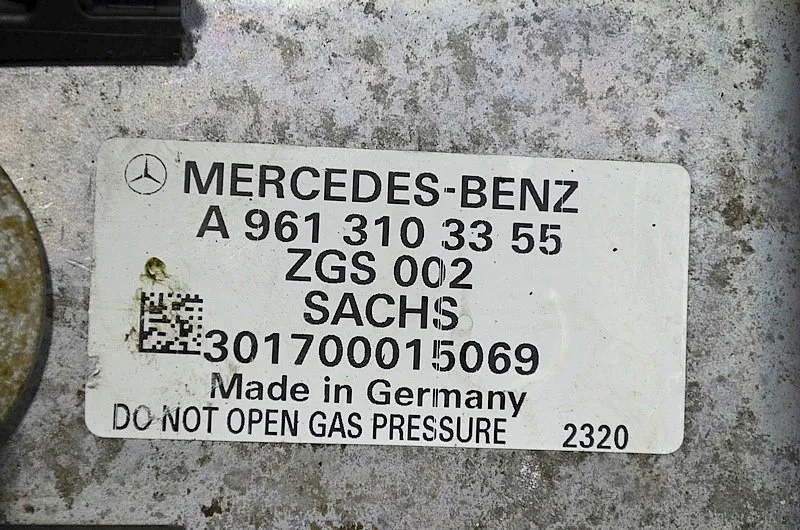 MERCEDES-BENZ
A 961 310 33 55
ZGS 002
SACHS
301700015069
Made in Germany
DO NOT OPEN GAS PRESSURE 2320